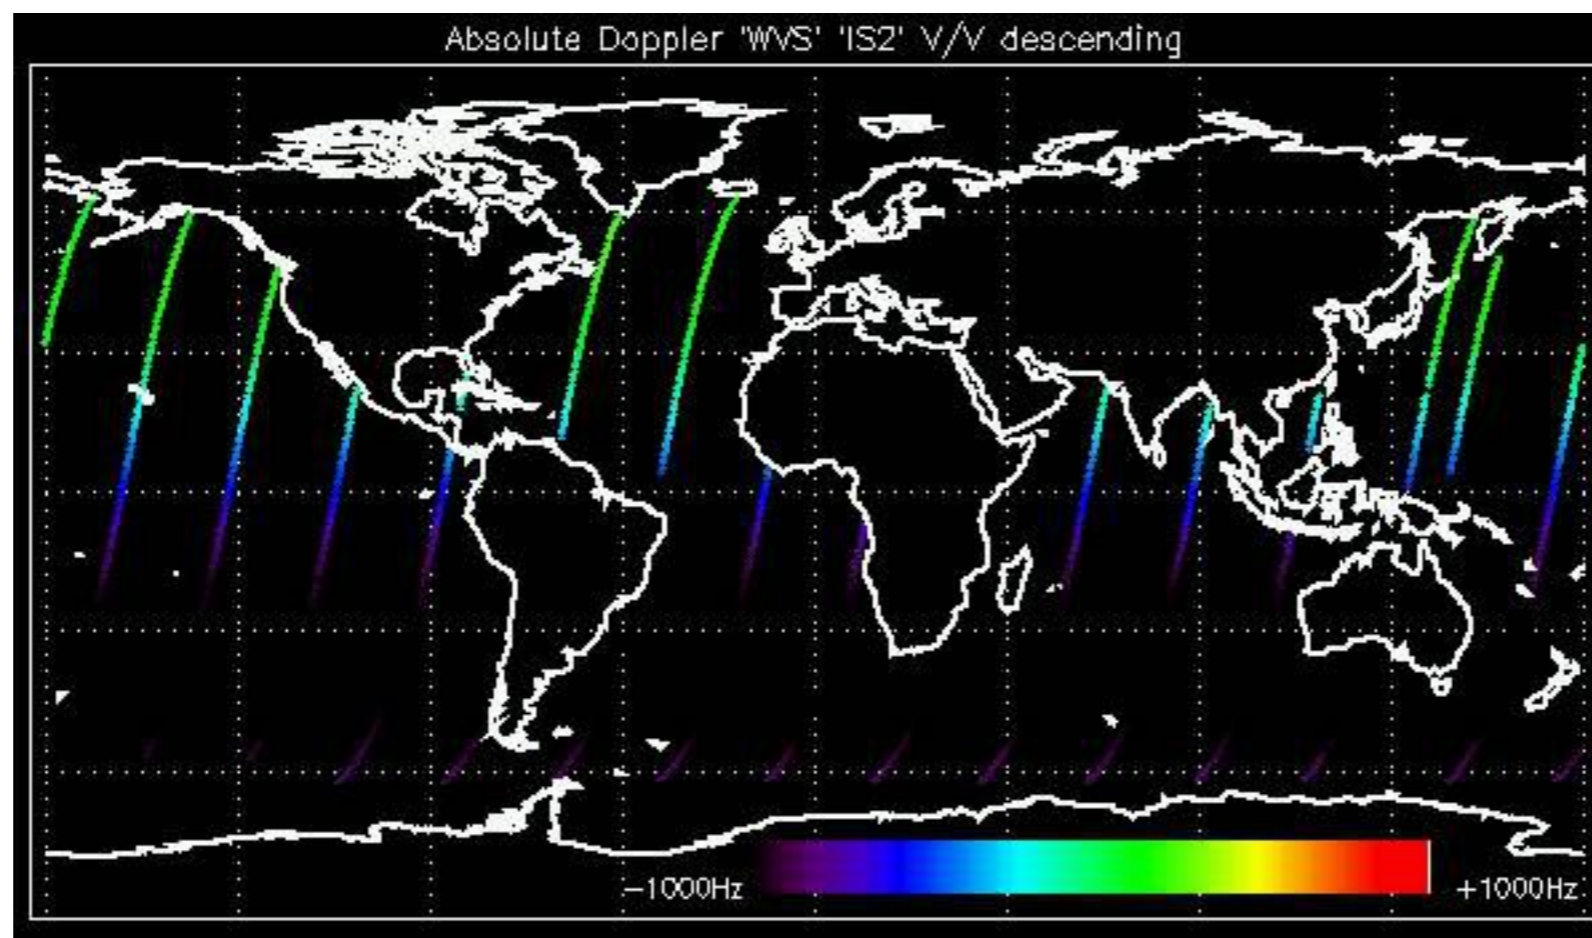 Absolute Doppler 'WVS' 'IS2' V/V descending
-1000Hz +1000Hz